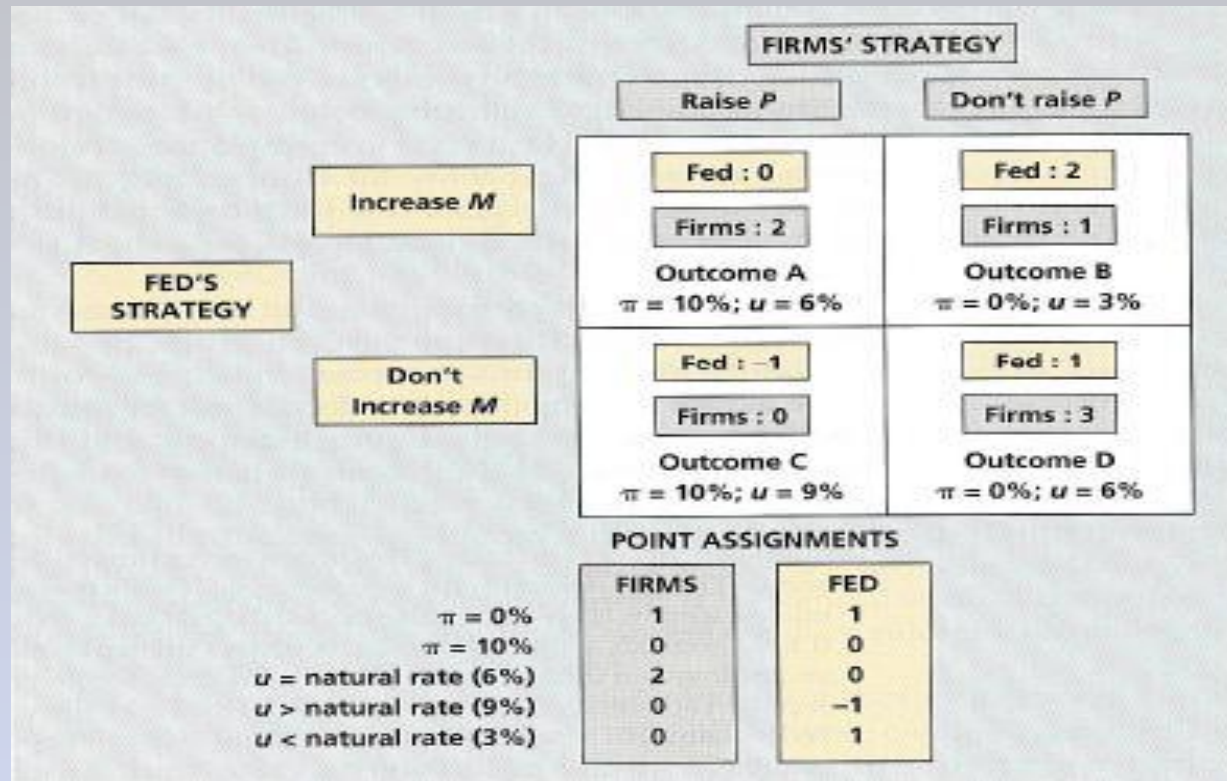 FIRMS' STRATEGY
Raise P
Don't raise P
Increase M
Fed : 0
Fed : 2
Firms : 2
Firms : 1
Outcome A
Outcome B
π = 10%; u = 6%
π = 0%; u = 3%
FED'S
STRATEGY
Don't
Increase M
Fed : –1
Fed : 1
Firms : 0
Firms : 3
Outcome C
Outcome D
π = 10%; u = 9%
π = 0%; u = 6%
POINT ASSIGNMENTS
FIRMS FED
π = 0% 1 1
π = 10% 0 0
u = natural rate (6%) 2 0
u > natural rate (9%) 0 –1
u < natural rate (3%) 0 1